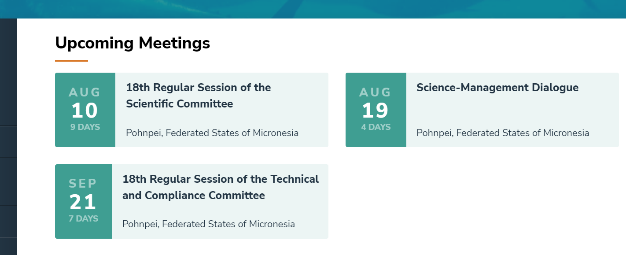 Upcoming Meetings
AUG
10
9 DAYS
18th Regular Session of the
Scientific Committee
Pohnpei, Federated States of Micronesia
AUG
19
4 DAYS
Science-Management Dialogue
Pohnpei, Federated States of Micronesia
SEP
21
7 DAYS
18th Regular Session of the Technical
and Compliance Committee
Pohnpei, Federated States of Micronesia